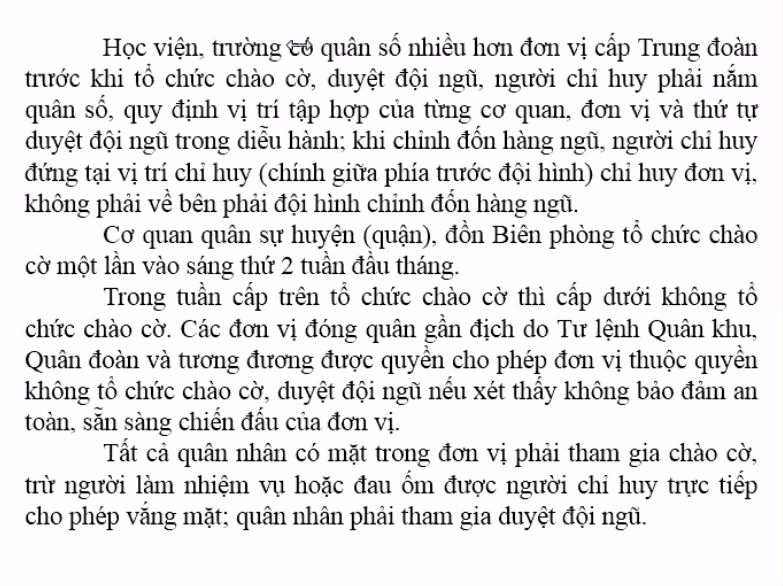 Học viện, trường có quân số nhiều hơn đơn vị cấp Trung đoàn
trước khi tổ chức chào cờ, duyệt đội ngũ, người chỉ huy phải nắm
quân số, quy định vị trí tập hợp của từng cơ quan, đơn vị và thứ tự
duyệt đội ngũ trong diễu hành; khi chỉnh đốn hàng ngũ, người chỉ huy
đứng tại vị trí chỉ huy (chính giữa phía trước đội hình) chỉ huy đơn vị,
không phải về bên phải đội hình chỉnh đốn hàng ngũ.
Cơ quan quân sự huyện (quận), đồn Biên phòng tổ chức chào
cờ một lần vào sáng thứ 2 tuần đầu tháng.
Trong tuần cấp trên tổ chức chào cờ thì cấp dưới không tổ
chức chào cờ. Các đơn vị đóng quân gần địch do Tư lệnh Quân khu,
Quân đoàn và tương đương được quyền cho phép đơn vị thuộc quyền
không tổ chức chào cờ, duyệt đội ngũ nếu xét thấy không bảo đảm an
toàn, sẵn sàng chiến đấu của đơn vị.
Tất cả quân nhân có mặt trong đơn vị phải tham gia chào cờ,
trừ người làm nhiệm vụ hoặc đau ốm được người chỉ huy trực tiếp
cho phép vắng mặt; quân nhân phải tham gia duyệt đội ngũ.